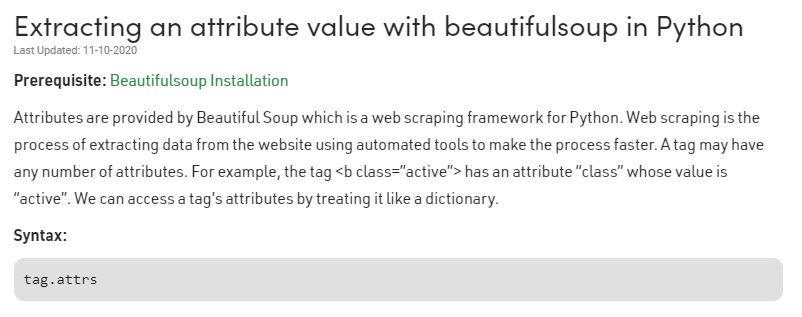 Extracting an attribute value with beautifulsoup in Python
Last Updated: 11-10-2020
Prerequisite: Beautifulsoup Installation
Attributes are provided by Beautiful Soup which is a web scraping framework for Python. Web scraping is the
process of extracting data from the website using automated tools to make the process faster. A tag may have
any number of attributes. For example, the tag <b class=”active”> has an attribute “class” whose value is
“active”. We can access a tag’s attributes by treating it like a dictionary.
Syntax:
tag.attrs